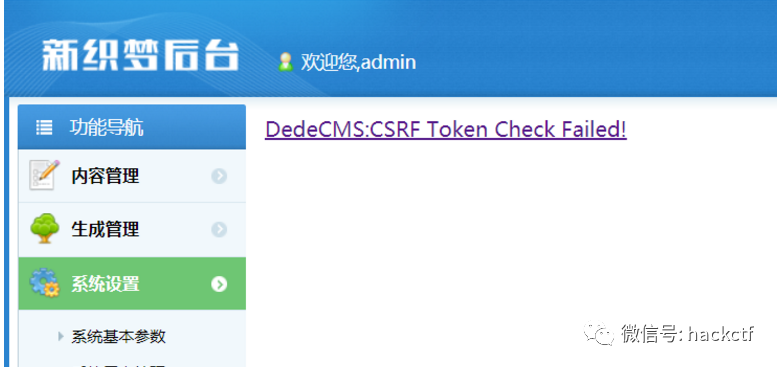 新织梦后台
欢迎您,admin
功能导航
DedeCMS:CSRF Token Check Failed!
内容管理
生成管理
系统设置
系统基本参数
微信号: hackctf